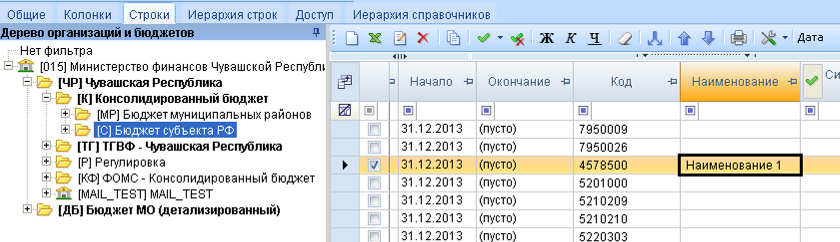 Общие Колонки Строки Иерархия строк Доступ Иерархия справочников
Дерево организаций и бюджетов
Нет фильтра
[015] Министерство финансов Чувашской Республи
[ЧР] Чувашская Республика
[К] Консолидированный бюджет
[МР] Бюджет муниципальных районов
[С] Бюджет субъекта РФ
[ТГ] ТГВФ - Чувашская Республика
[Р] Регулировка
[КФ] ФОМС - Консолидированный бюджет
[MAIL_TEST] MAIL_TEST
[ДБ] Бюджет МО (детализированный)
Ж К Ч Дата
Начало Окончание Код Наименование Си
31.12.2013 (пусто) 7950009
31.12.2013 (пусто) 7950026
31.12.2013 (пусто) 4578500 Наименование 1
31.12.2013 (пусто) 5201000
31.12.2013 (пусто) 5210209
31.12.2013 (пусто) 5210210
31.12.2013 (пусто) 5220303